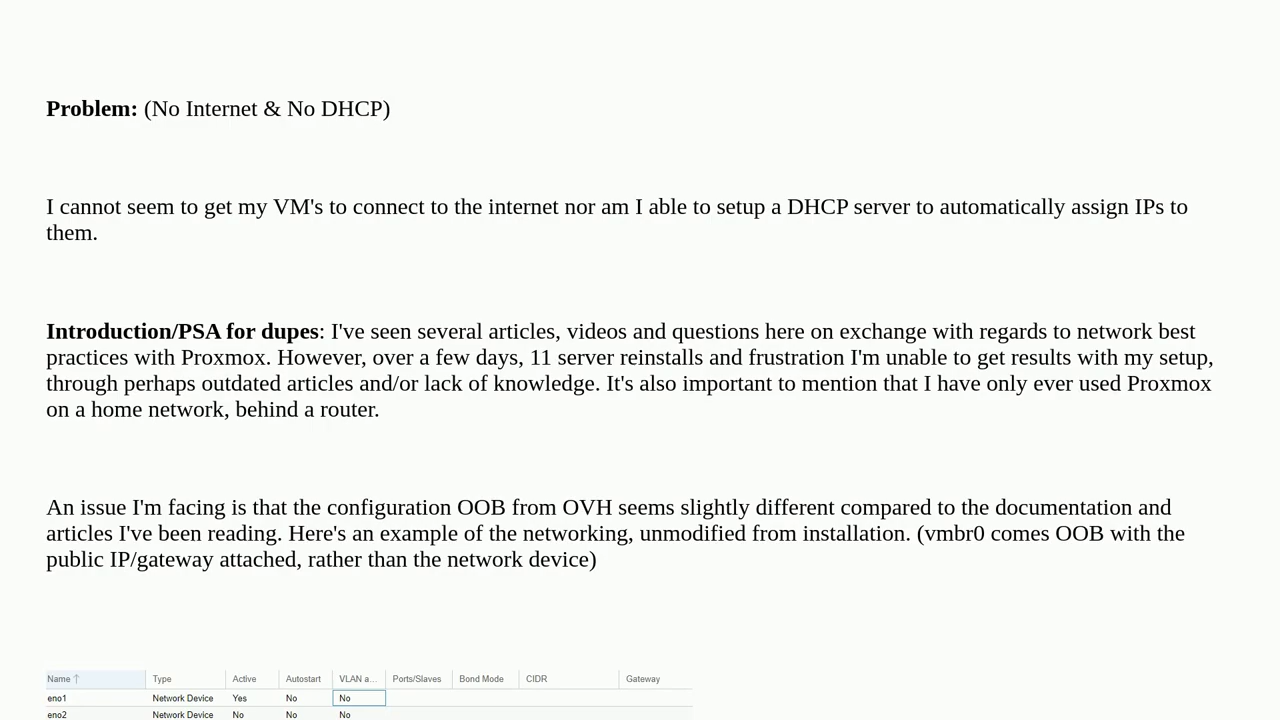 Problem: (No Internet & No DHCP)
I cannot seem to get my VM's to connect to the internet nor am I able to setup a DHCP server to automatically assign IPs to
them.
Introduction/PSA for dupes: I've seen several articles, videos and questions here on exchange with regards to network best
practices with Proxmox. However, over a few days, 11 server reinstalls and frustration I'm unable to get results with my setup,
through perhaps outdated articles and/or lack of knowledge. It's also important to mention that I have only ever used Proxmox
on a home network, behind a router.
An issue I'm facing is that the configuration OOB from OVH seems slightly different compared to the documentation and
articles I've been reading. Here's an example of the networking, unmodified from installation. (vmbr0 comes OOB with the
public IP/gateway attached, rather than the network device)
Name ↑ Type Active Autostart VLAN a... Ports/Slaves Bond Mode CIDR Gateway
eno1 Network Device Yes No No
eno2 Network Device No No No